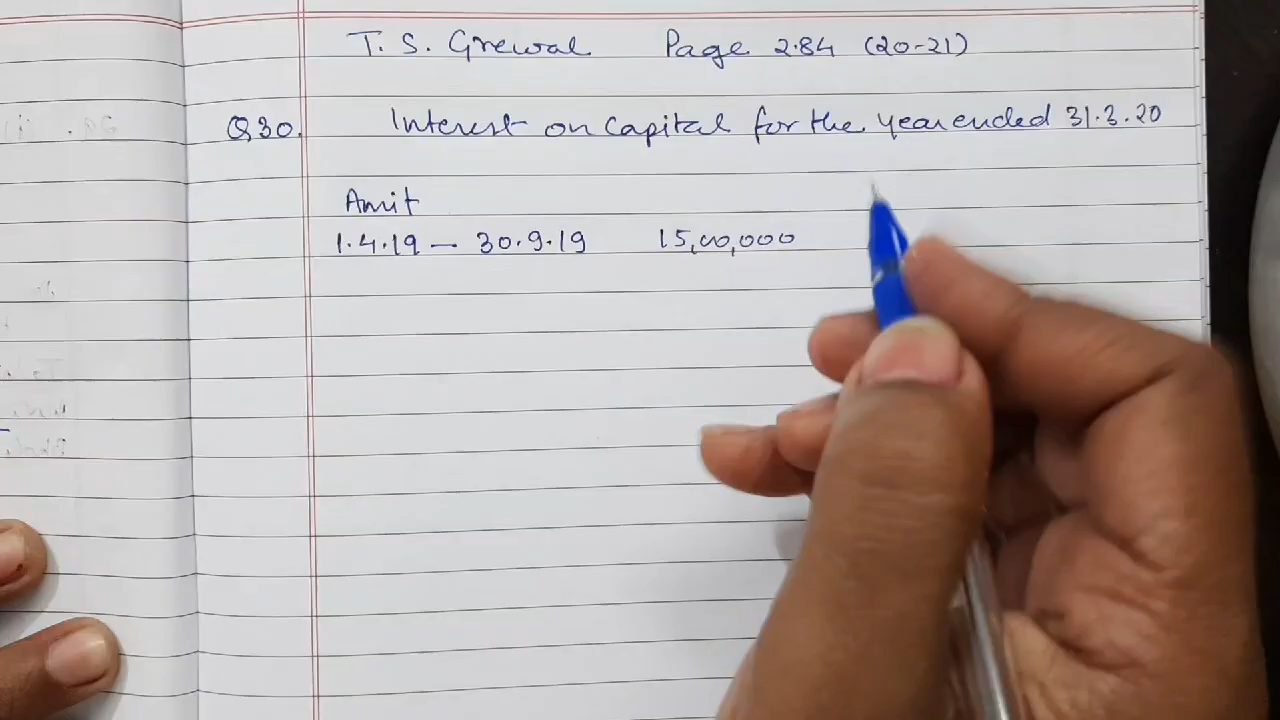 T. S. Grewal Page 2.84 (20-21)
Q30. Interest on Capital for the year ended 31.3.20
Amit
1.4.19 — 30.9.19 15,00,000